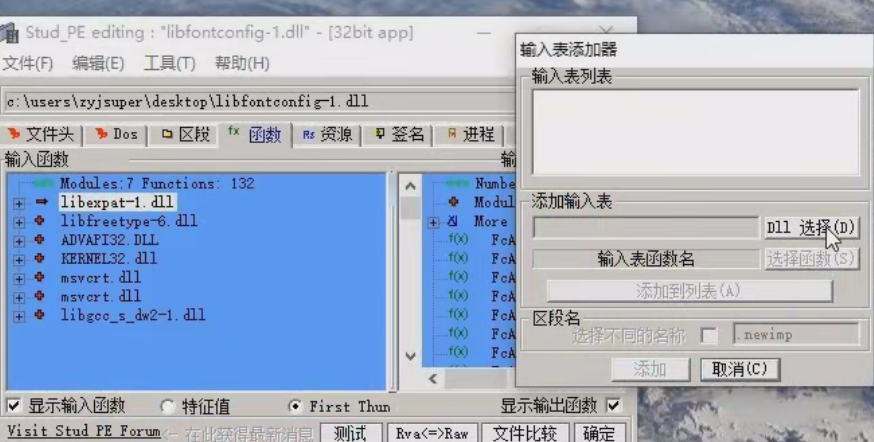 Stud_PE editing : "libfontconfig-1.dll" - [32bit app]
文件(F) 编辑(E) 工具(T) 帮助(H)
c:\users\zyjsuper\desktop\libfontconfig-1.dll
文件头 Dos 区段 fx 函数 Rs 资源 签名 进程
输入函数
Modules:7 Functions: 132
libexpat-1.dll
libfreetype-6.dll
ADVAPI32.DLL
KERNEL32.dll
msvcrt.dll
msvcrt.dll
libgcc_s_dw2-1.dll
输
Numbe
Modul
More
f(x) FcA
f(x) FcA
f(x) FcA
f(x) FcA
f(x) FcA
f(x) FcA
f(x) FcA
显示输入函数 特征值 First Thun 显示输出函数
Visit Stud PE Forum <- 在此获得最新消息 测试 Rva<=>Raw 文件比较 确定
输入表添加器
输入表列表
添加输入表
Dll 选择(D)
输入表函数名 选择函数(S)
添加到列表(A)
区段名
选择不同的名称 .newimp
添加 取消(C)